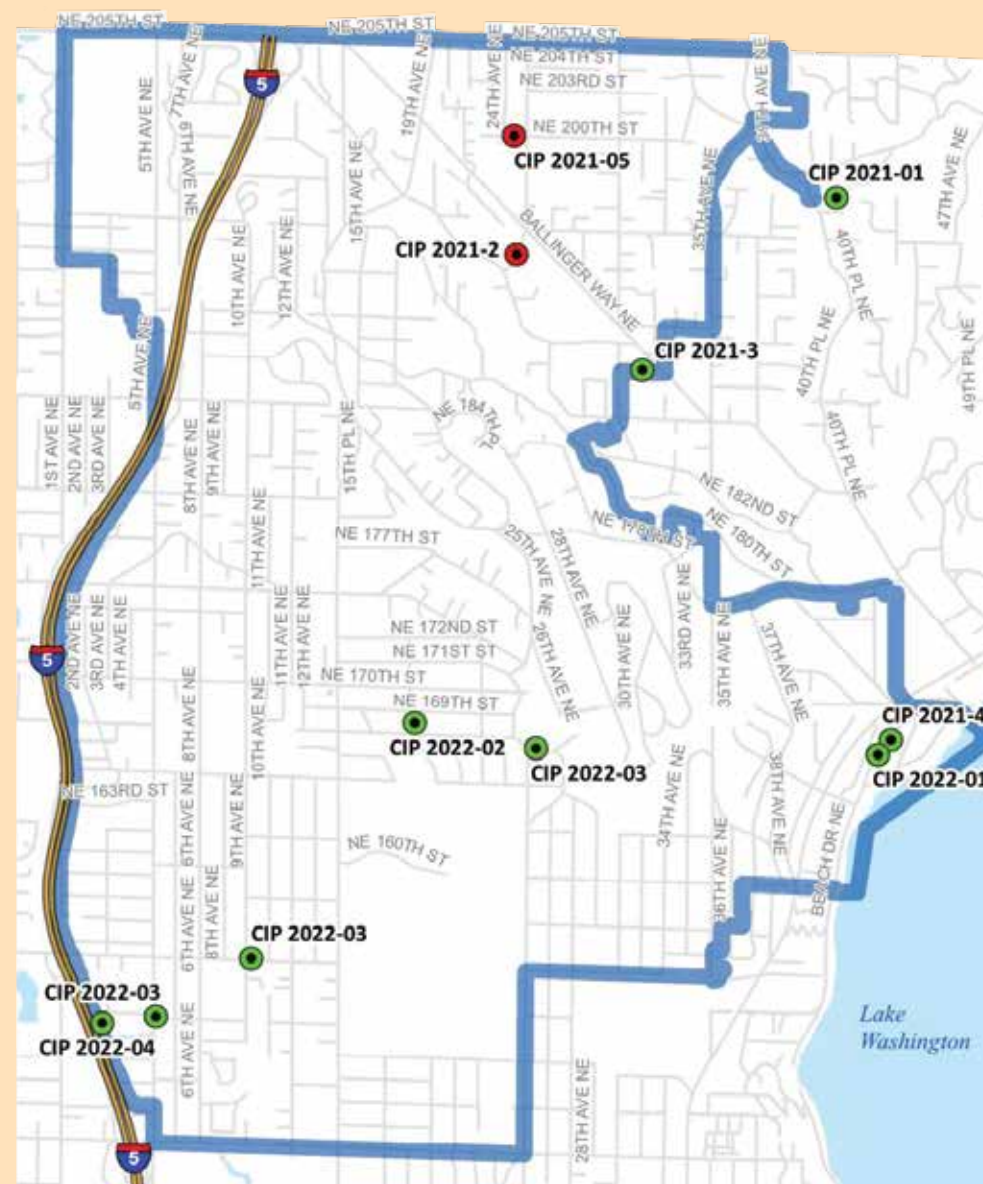 NE 205TH ST
NE 205TH ST
NE 205TH ST
NE 204TH ST
NE 203RD ST
NE 200TH ST
5
7TH AVE NE
5TH AVE NE
6TH AVE NE
19TH AVE NE
24TH AVE NE
15TH AVE NE
35TH AVE NE
47TH AVE NE
CIP 2021-05
CIP 2021-01
CIP 2021-2
BALLINGER WAY NE
10TH AVE NE
12TH AVE NE
40TH PL NE
CIP 2021-3
5TH AVE NE
40TH PL NE
49TH PL NE
1ST AVE NE
2ND AVE NE
3RD AVE NE
8TH AVE NE
9TH AVE NE
15TH PL NE
NE 184TH PL
40TH PL NE
NE 182ND ST
NE 180TH ST
NE 178TH ST
NE 177TH ST
11TH AVE NE
25TH AVE NE
28TH AVE NE
2ND AVE NE
3RD AVE NE
4TH AVE NE
11TH AVE NE
12TH AVE NE
NE 172ND ST
NE 171ST ST
NE 170TH ST
NE 169TH ST
26TH AVE NE
30TH AVE NE
33RD AVE NE
35TH AVE NE
37TH AVE NE
5
8TH AVE NE
10TH AVE NE
CIP 2022-02
CIP 2022-03
CIP 2021-4
CIP 2022-01
NE 163RD ST
6TH AVE NE
9TH AVE NE
34TH AVE NE
38TH AVE NE
NE 160TH ST
36TH AVE NE
BEACH DR NE
6TH AVE NE
8TH AVE NE
CIP 2022-03
CIP 2022-03
CIP 2022-04
6TH AVE NE
28TH AVE NE
Lake
Washington
5